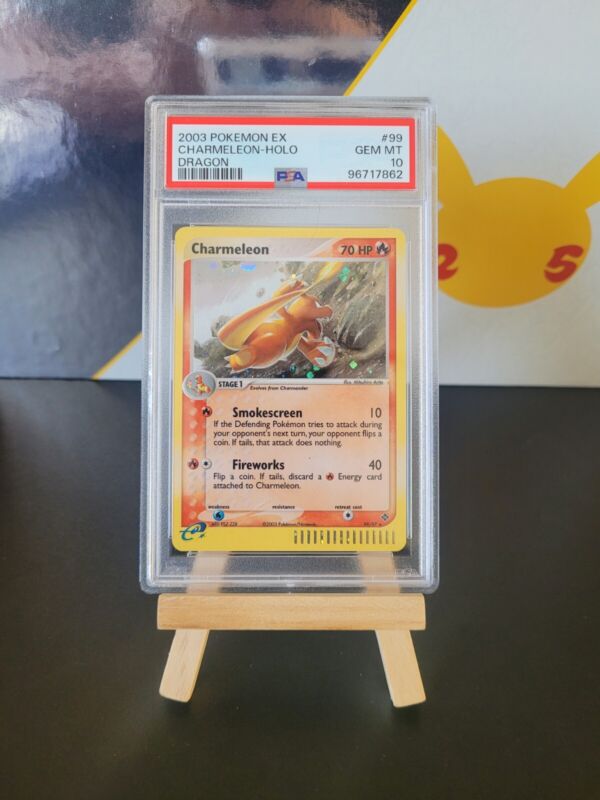 2003 POKEMON EX #99
CHARMELEON-HOLO GEM MT
DRAGON 10
PSA 96717862
25
Charmeleon 70 HP
STAGE 1 Evolves from Charmander
Smokescreen 10
If the Defending Pokémon tries to attack during
your opponent's next turn, your opponent flips a
coin. If tails, that attack does nothing.
Fireworks 40
Flip a coin. If tails, discard a Energy card
attached to Charmeleon.
weakness resistance retreat cost
©2003 Pokémon/Nintendo